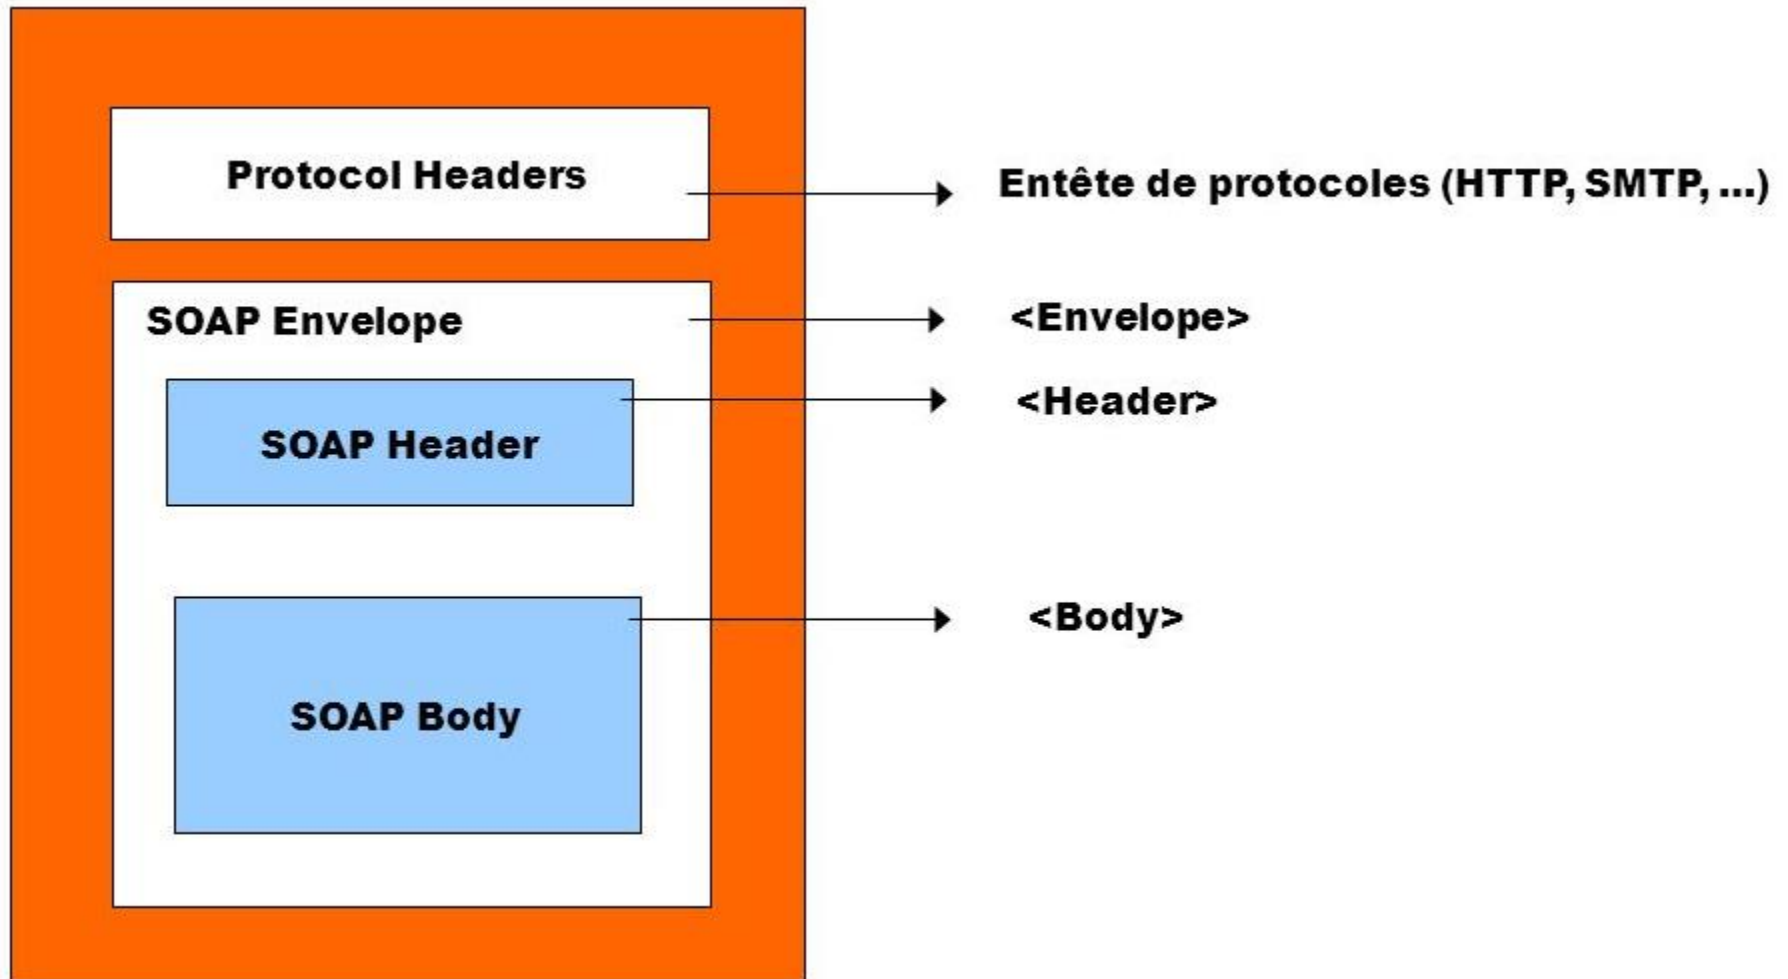 Protocol Headers
Entête de protocoles (HTTP, SMTP, ...)
SOAP Envelope
<Envelope>
<Header>
SOAP Header
<Body>
SOAP Body